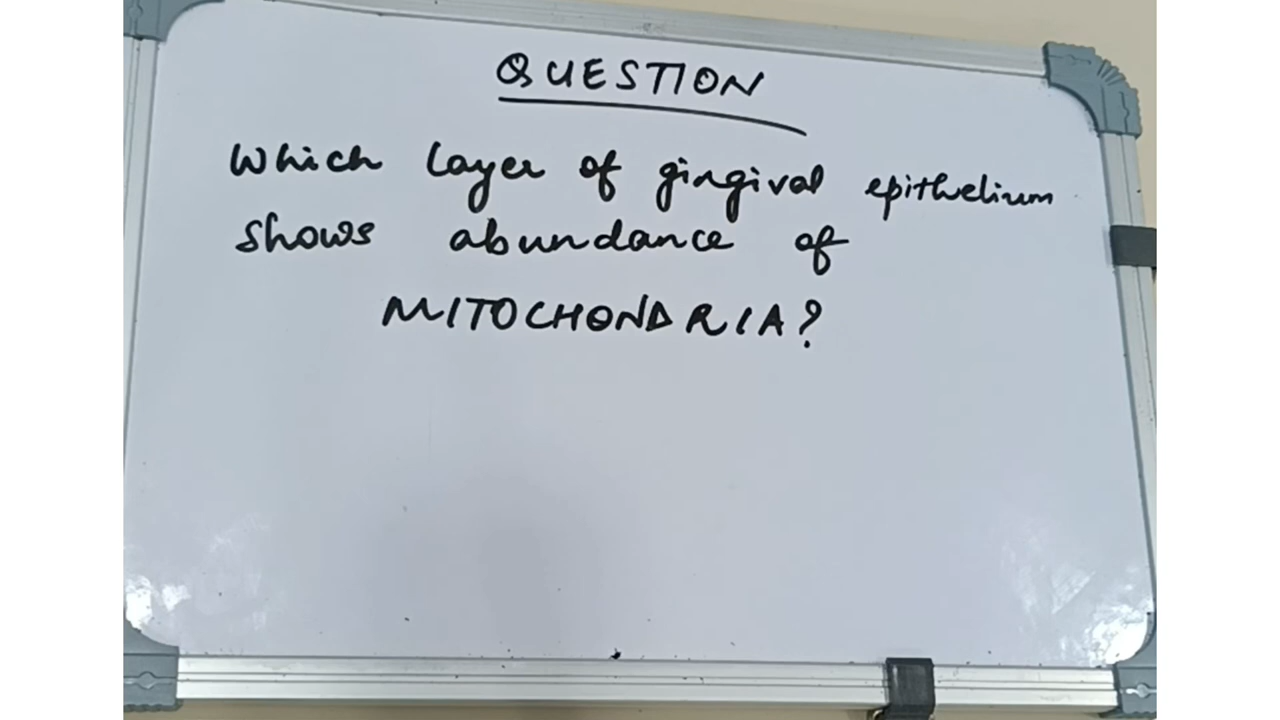 QUESTION
Which layer of gingival epithelium
shows abundance of
MITOCHONDRIA?